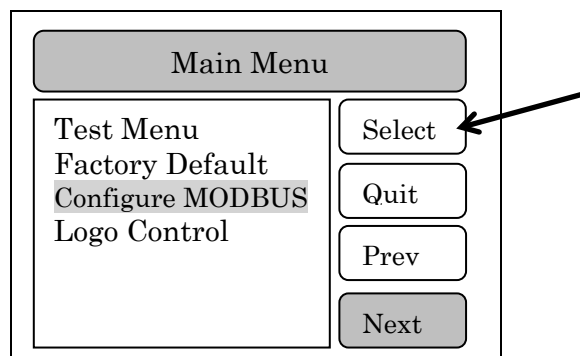 Main Menu
Test Menu
Factory Default
Configure MODBUS
Logo Control
Select
Quit
Prev
Next